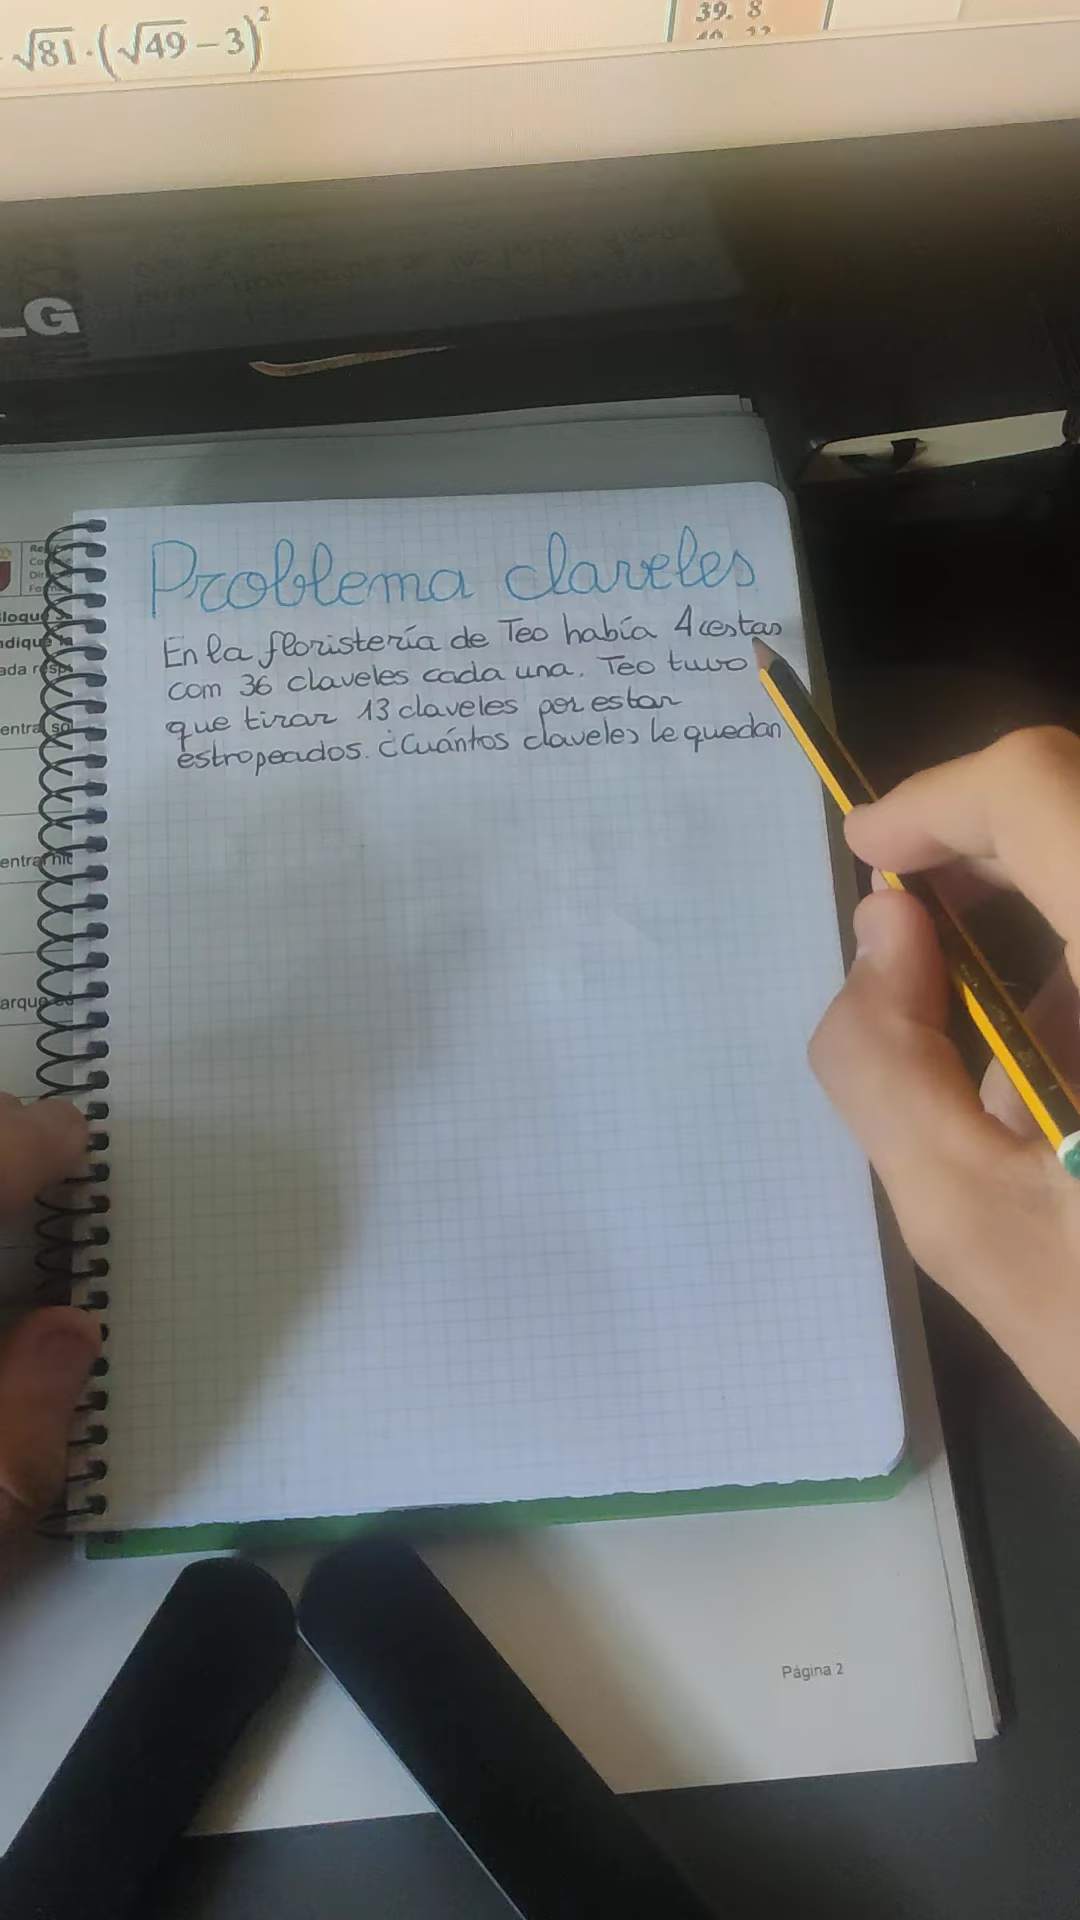 √81·(√49-3)²
39. 8
LG
Problema claveles
En la floristería de Teo había 4 cestas
com 36 claveles cada una. Teo tuvo
que tirar 13 claveles por estar
estropeados. ¿Cuántos claveles le quedan
Página 2